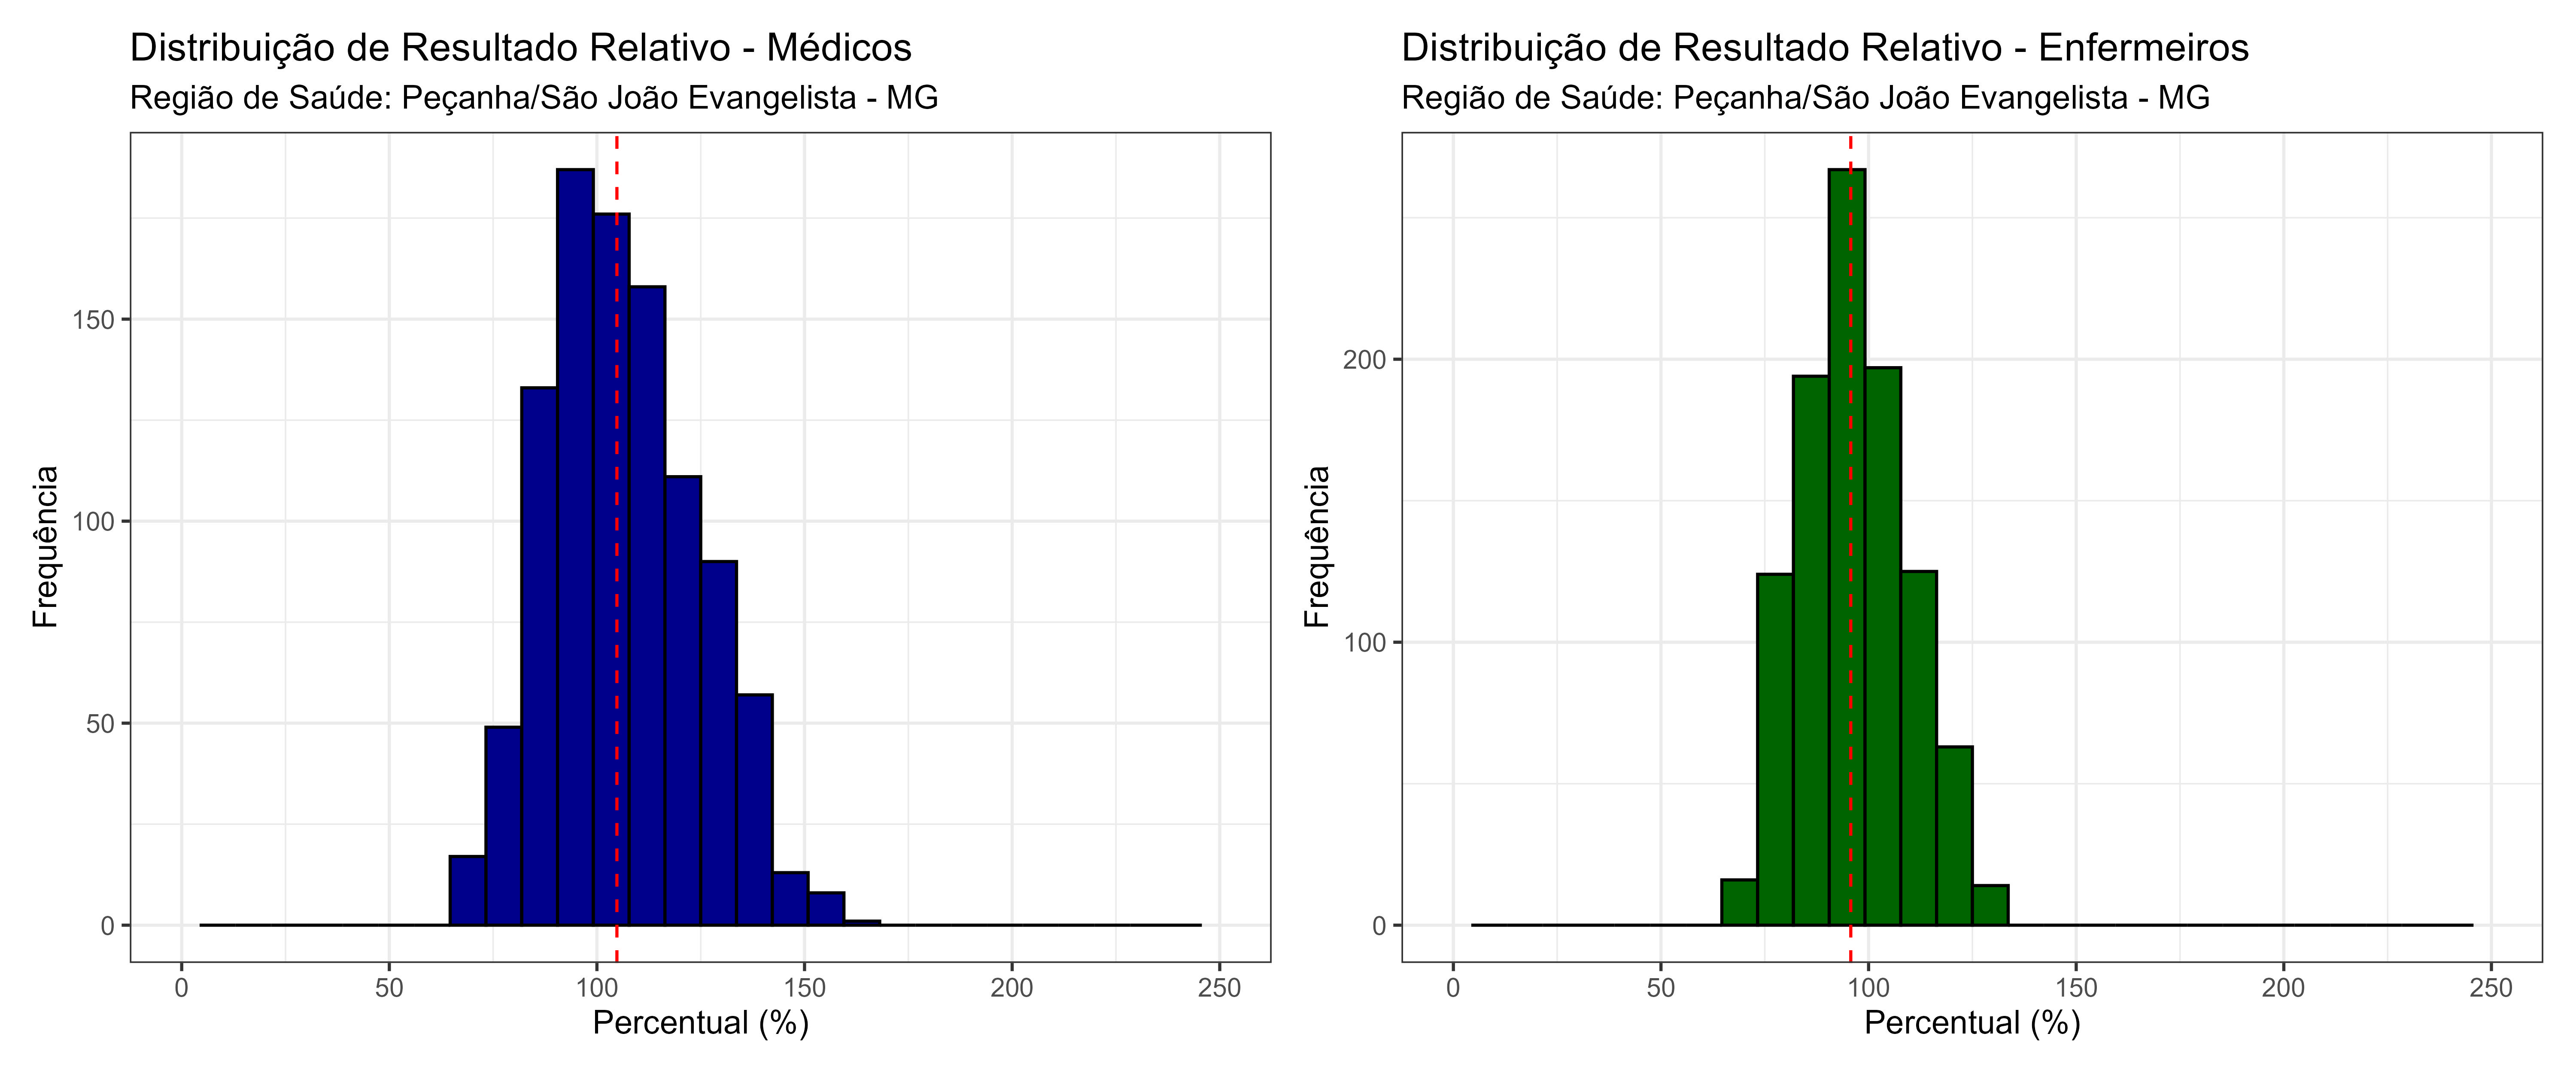 Distribuição de Resultado Relativo - Médicos
Região de Saúde: Peçanha/São João Evangelista - MG
Frequência
150
100
50
0
0 50 100 150 200 250
Percentual (%)
Distribuição de Resultado Relativo - Enfermeiros
Região de Saúde: Peçanha/São João Evangelista - MG
Frequência
200
100
0
0 50 100 150 200 250
Percentual (%)